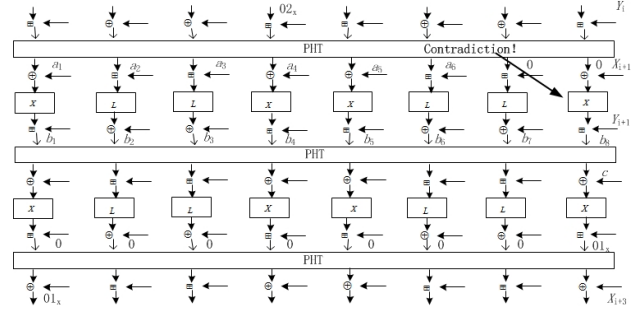 02ₓ Yᵢ
PHT
Contradiction!
a₁ a₂ a₃ a₄ a₅ a₆ 0 0 Xᵢ₊₁
X L L X X L L X
Yᵢ₊₁
b₁ b₂ b₃ b₄ b₅ b₆ b₇ b₈
PHT
c
X L L X X L L X
0 0 0 0 0 0 0 01ₓ
PHT
01ₓ Xᵢ₊₃